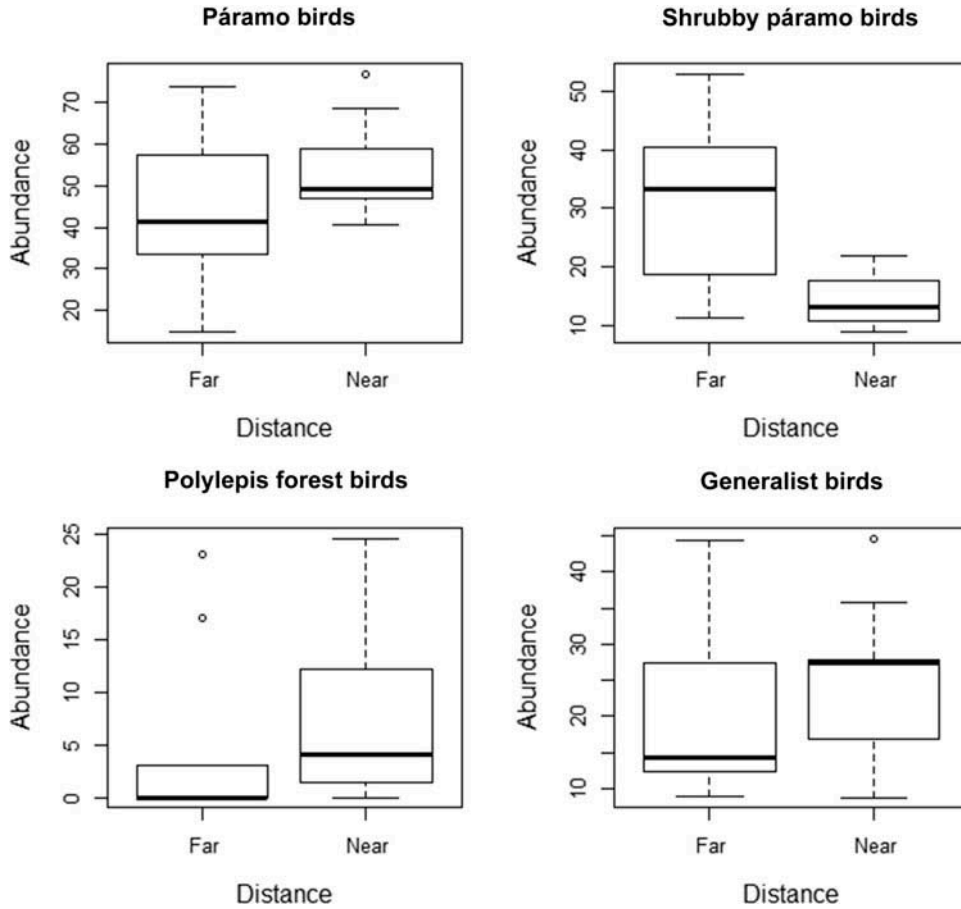 Páramo birds
Abundance
70
60
50
40
30
20
Far
Near
Distance
Shrubby páramo birds
Abundance
50
40
30
20
10
Far
Near
Distance
Polylepis forest birds
Abundance
25
20
15
10
5
0
Far
Near
Distance
Generalist birds
Abundance
40
30
20
10
Far
Near
Distance